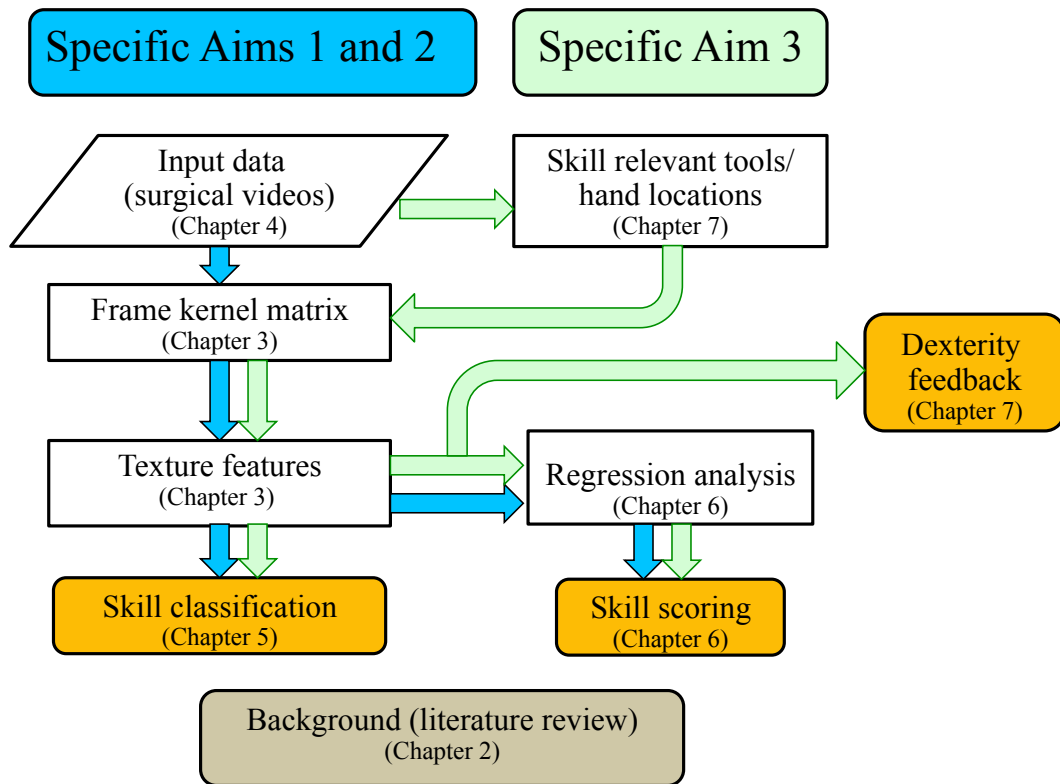 Specific Aims 1 and 2
Specific Aim 3
Input data
(surgical videos)
(Chapter 4)
Skill relevant tools/
hand locations
(Chapter 7)
Frame kernel matrix
(Chapter 3)
Dexterity
feedback
(Chapter 7)
Texture features
(Chapter 3)
Regression analysis
(Chapter 6)
Skill classification
(Chapter 5)
Skill scoring
(Chapter 6)
Background (literature review)
(Chapter 2)